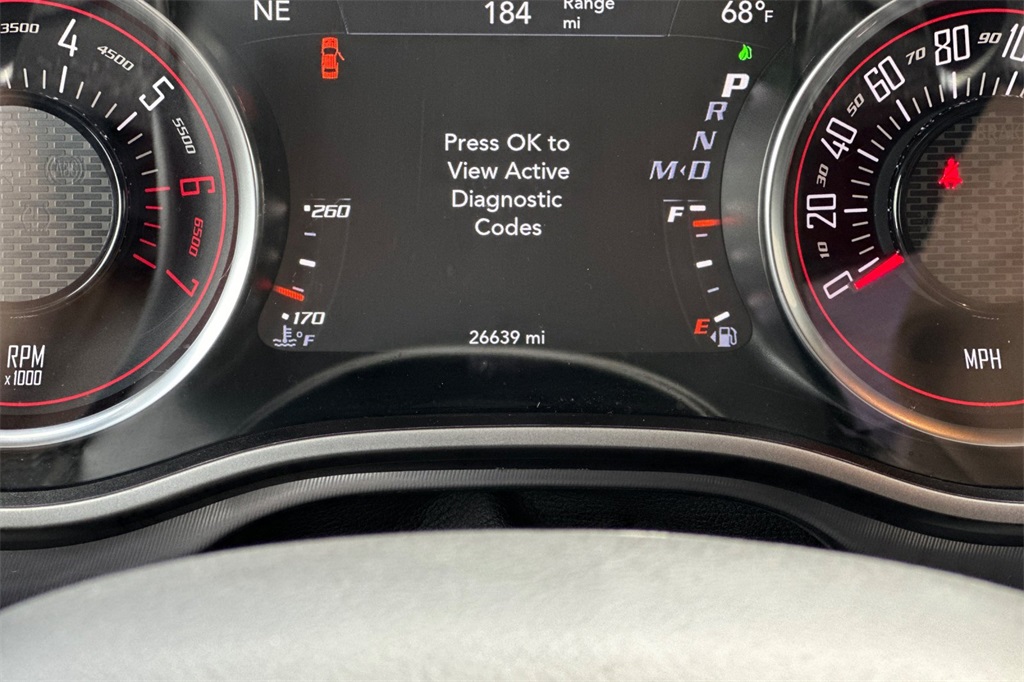 NE
184
Range
mi
68°F
3500
4
4500
5
5500
6
6500
7
RPM
x1000
P
R
N
M‹D
Press OK to
View Active
Diagnostic
Codes
260
170
°F
F
E
26639 mi
0
10
20
30
40
50
60
70
80
90
MPH